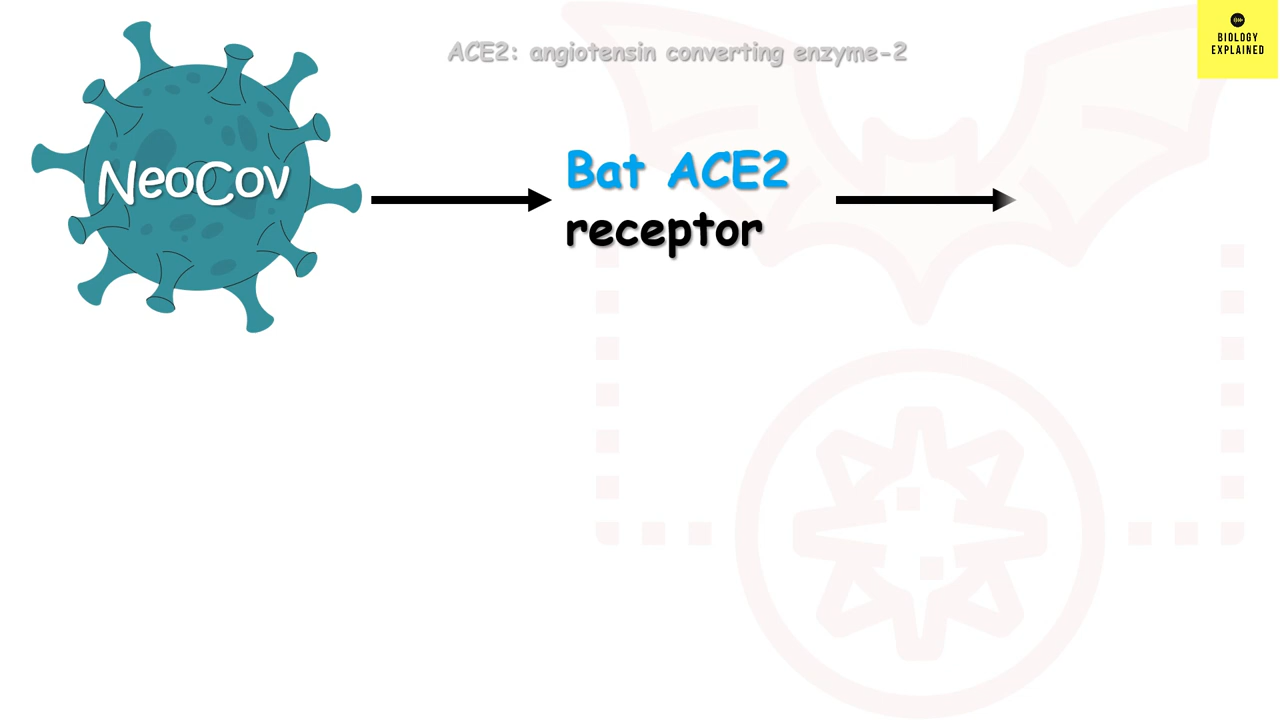 ACE2: angiotensin converting enzyme-2
BIOLOGY
EXPLAINED
NeoCov
Bat ACE2
receptor